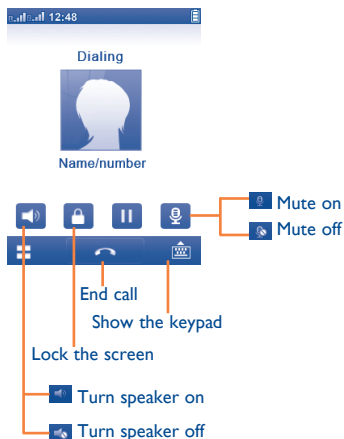 12:48
Dialing
Name/number
Mute on
Mute off
End call
Show the keypad
Lock the screen
Turn speaker on
Turn speaker off